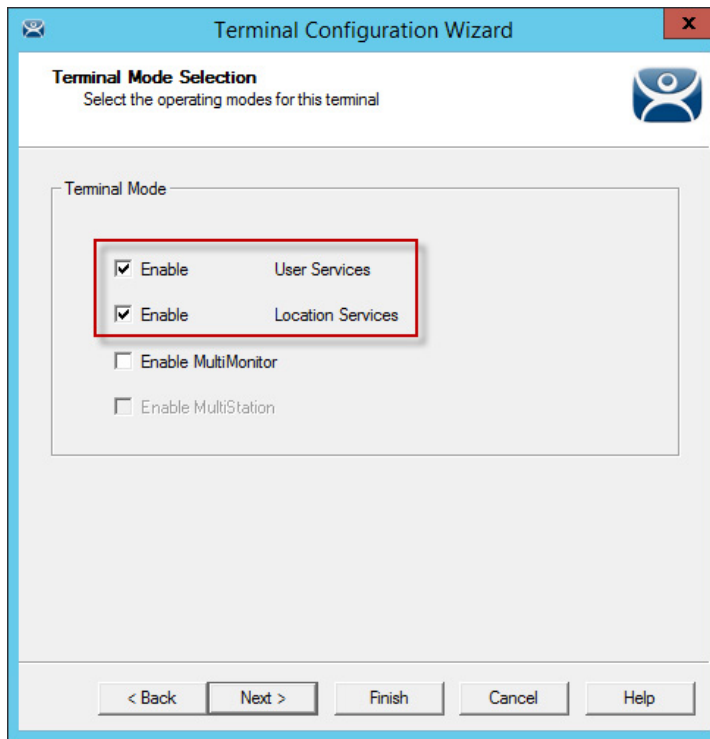 Terminal Configuration Wizard
x
Terminal Mode Selection
Select the operating modes for this terminal
Terminal Mode
Enable User Services
Enable Location Services
Enable MultiMonitor
Enable MultiStation
< Back Next > Finish Cancel Help